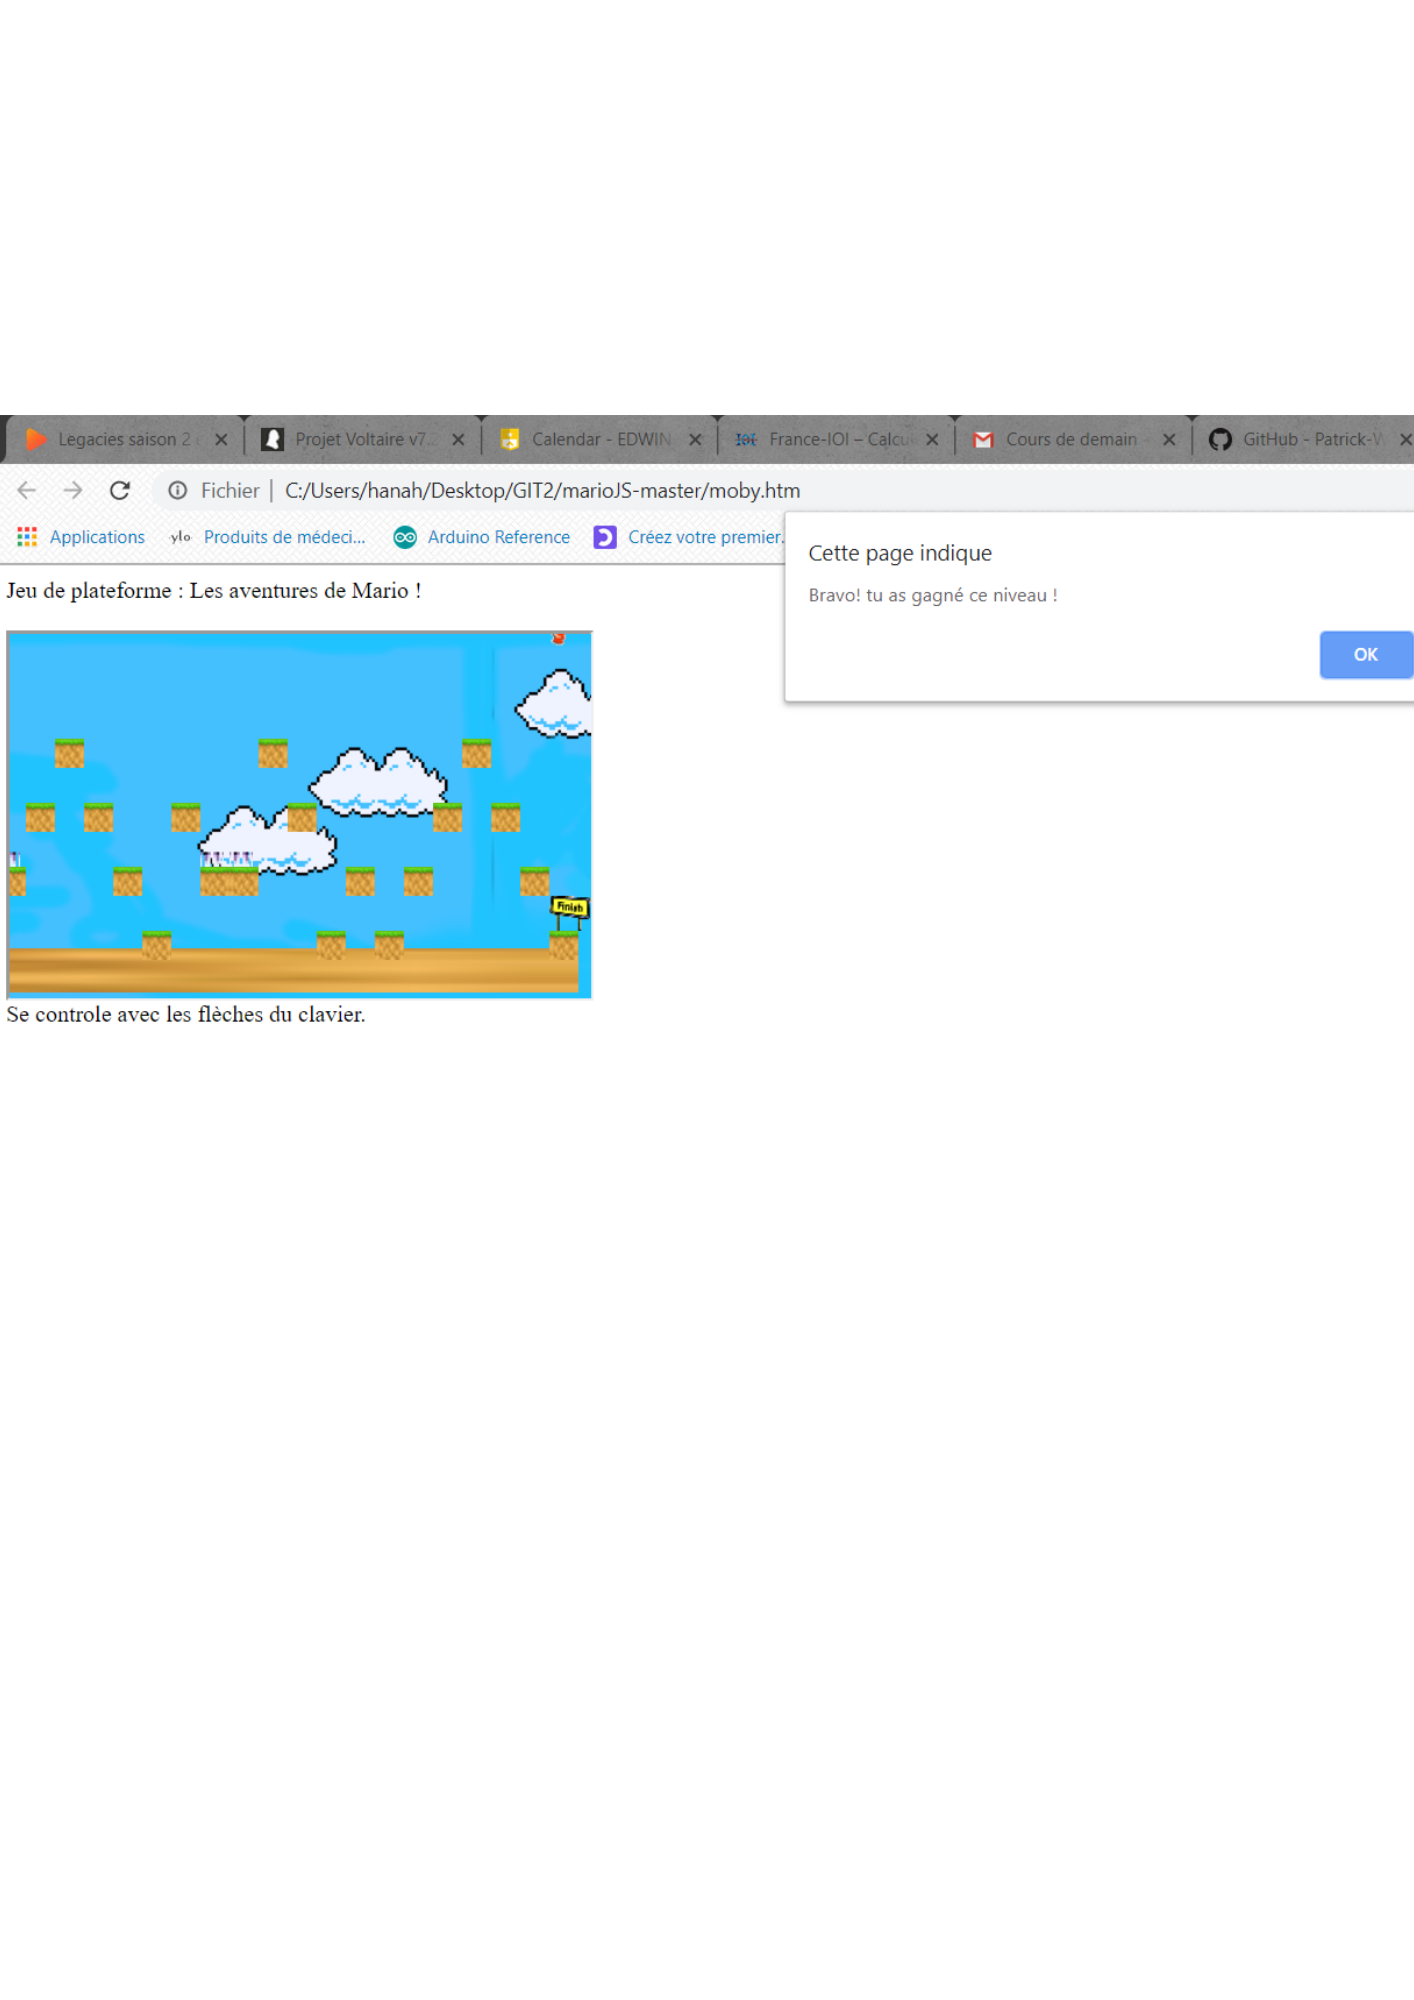 Legacies saison 2
Projet Voltaire v7...
Calendar - EDWIN
France-IOI – Calcu
Cours de demain -
GitHub - Patrick-W
Fichier | C:/Users/hanah/Desktop/GIT2/marioJS-master/moby.htm
Applications
ylo
Produits de médeci...
Arduino Reference
Créez votre premier.
Cette page indique
Bravo! tu as gagné ce niveau !
OK
Jeu de plateforme : Les aventures de Mario !
Finish
Se controle avec les flèches du clavier.